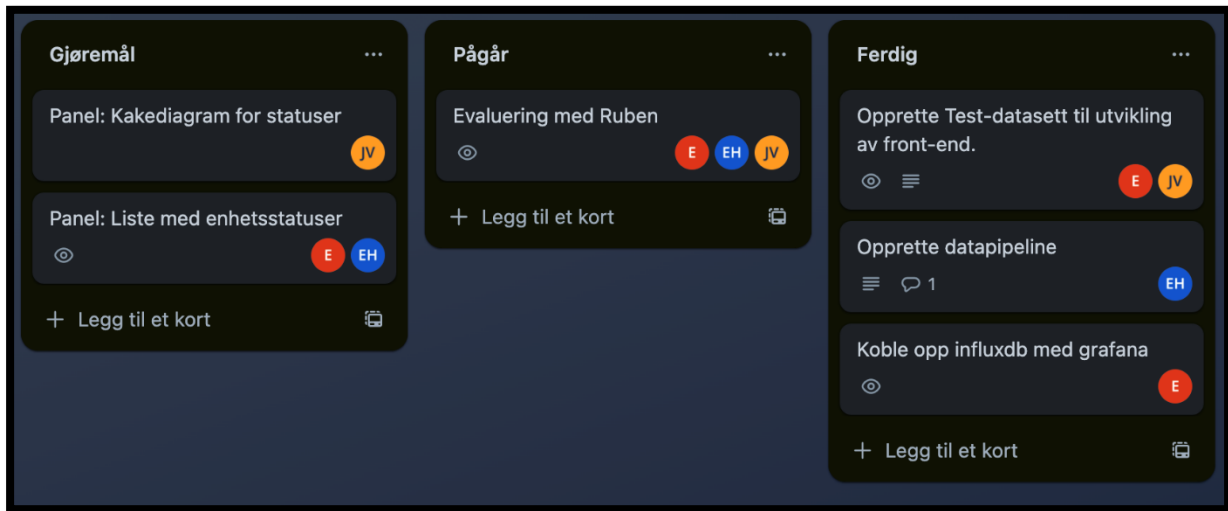 Gjøremål
Panel: Kakediagram for statuser
JV
Panel: Liste med enhetsstatuser
E EH
+ Legg til et kort
Pågår
Evaluering med Ruben
E EH JV
+ Legg til et kort
Ferdig
Opprette Test-datasett til utvikling
av front-end.
E JV
Opprette datapipeline
1
EH
Koble opp influxdb med grafana
E
+ Legg til et kort